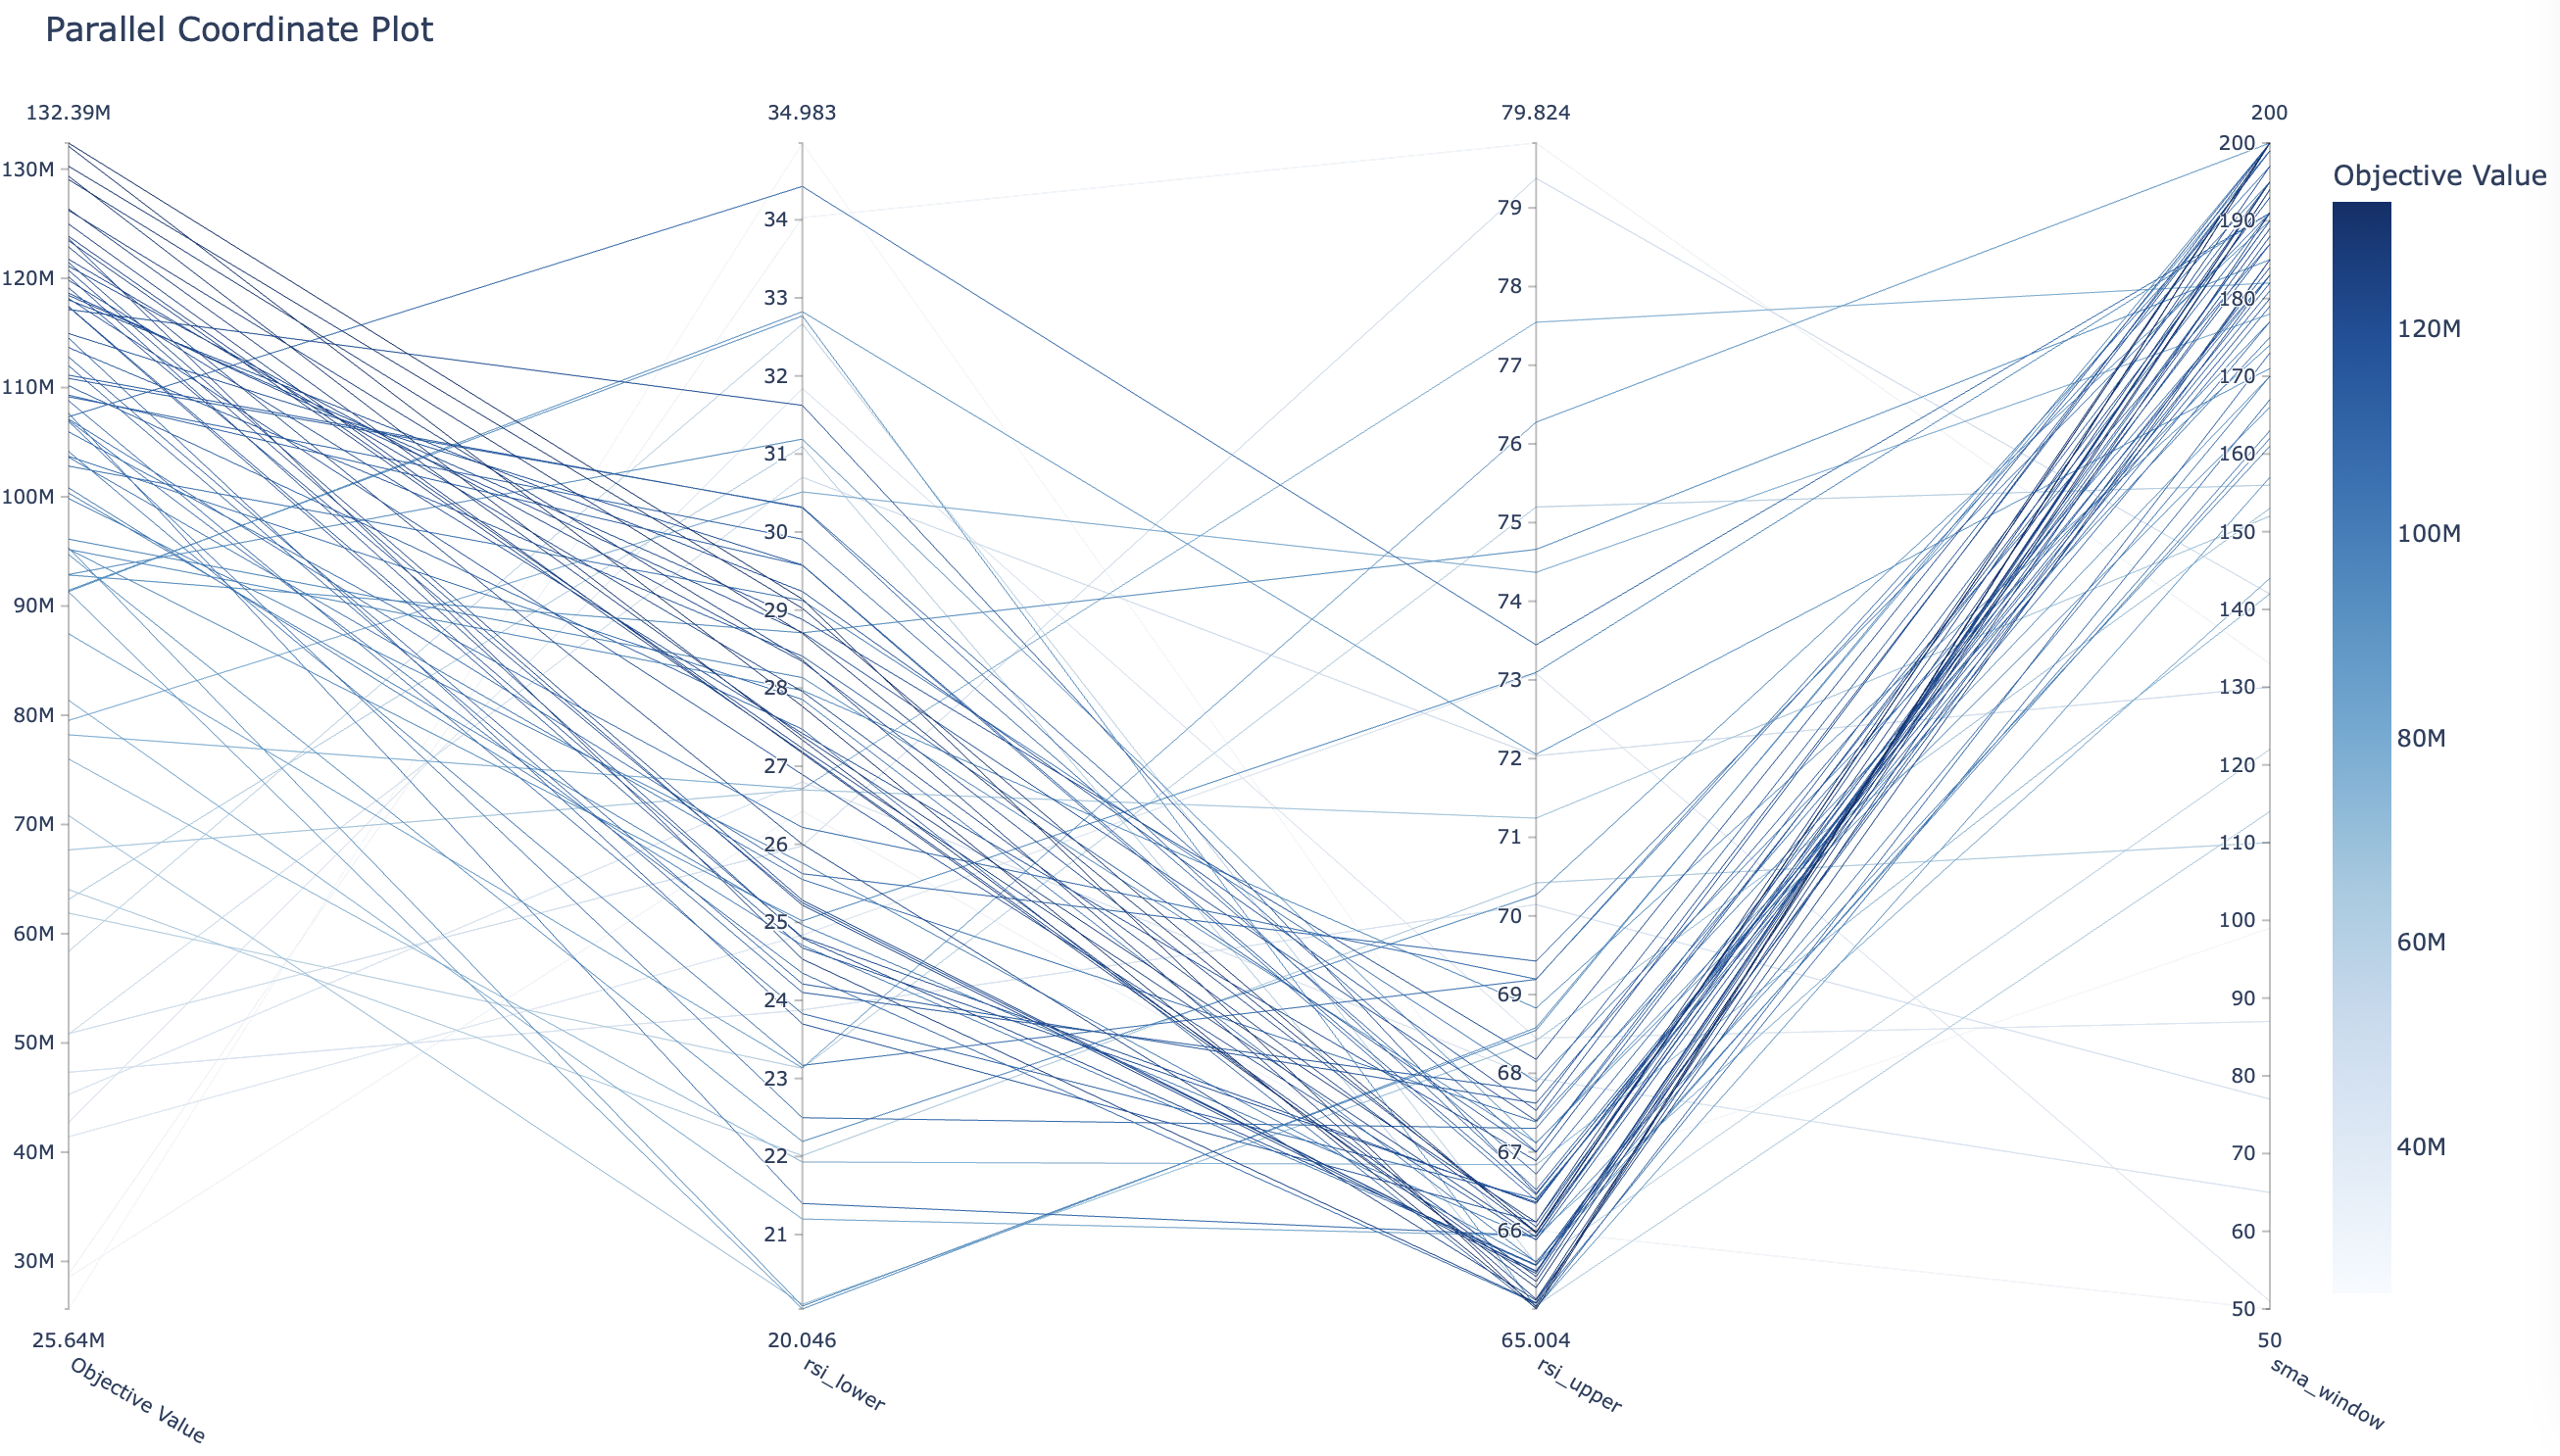 Parallel Coordinate Plot
132.39M
34.983
79.824
200
130M
120M
110M
100M
90M
80M
70M
60M
50M
40M
30M
34
33
32
31
30
29
28
27
26
25
24
23
22
21
79
78
77
76
75
74
73
72
71
70
69
68
67
66
200
190
180
170
160
150
140
130
120
110
100
90
80
70
60
50
25.64M
20.046
65.004
50
Objective Value
rsi_lower
rsi_upper
sma_window
Objective Value
120M
100M
80M
60M
40M